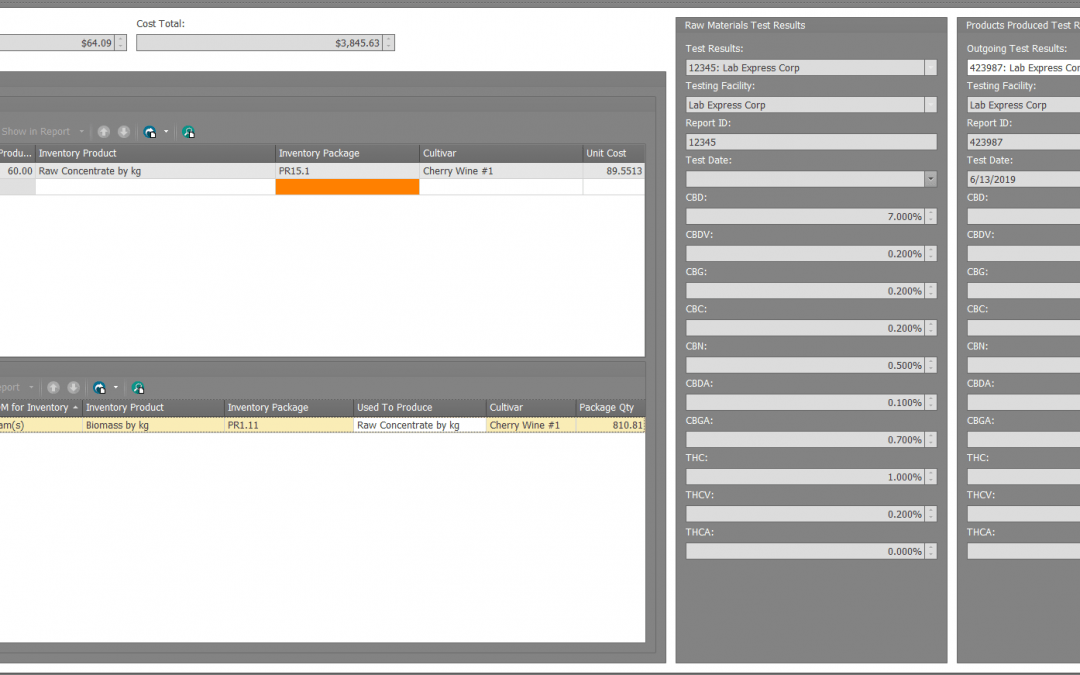 Cost Total:
$64.09
$3,845.63
Show in Report
Produ... Inventory Product Inventory Package Cultivar Unit Cost
60.00 Raw Concentrate by kg PR15.1 Cherry Wine #1 89.5513
port
M for Inventory Inventory Product Inventory Package Used To Produce Cultivar Package Qty
am(s) Biomass by kg PR1.11 Raw Concentrate by kg Cherry Wine #1 810.81
Raw Materials Test Results
Test Results:
12345: Lab Express Corp
Testing Facility:
Lab Express Corp
Report ID:
12345
Test Date:
CBD:
7.000%
CBDV:
0.200%
CBG:
0.200%
CBC:
0.200%
CBN:
0.500%
CBDA:
0.100%
CBGA:
0.700%
THC:
1.000%
THCV:
0.200%
THCA:
0.000%
Products Produced Test R
Outgoing Test Results:
423987: Lab Express Cor
Testing Facility:
Lab Express Corp
Report ID:
423987
Test Date:
6/13/2019
CBD:
CBDV:
CBG:
CBC:
CBN:
CBDA:
CBGA:
THC:
THCV:
THCA: